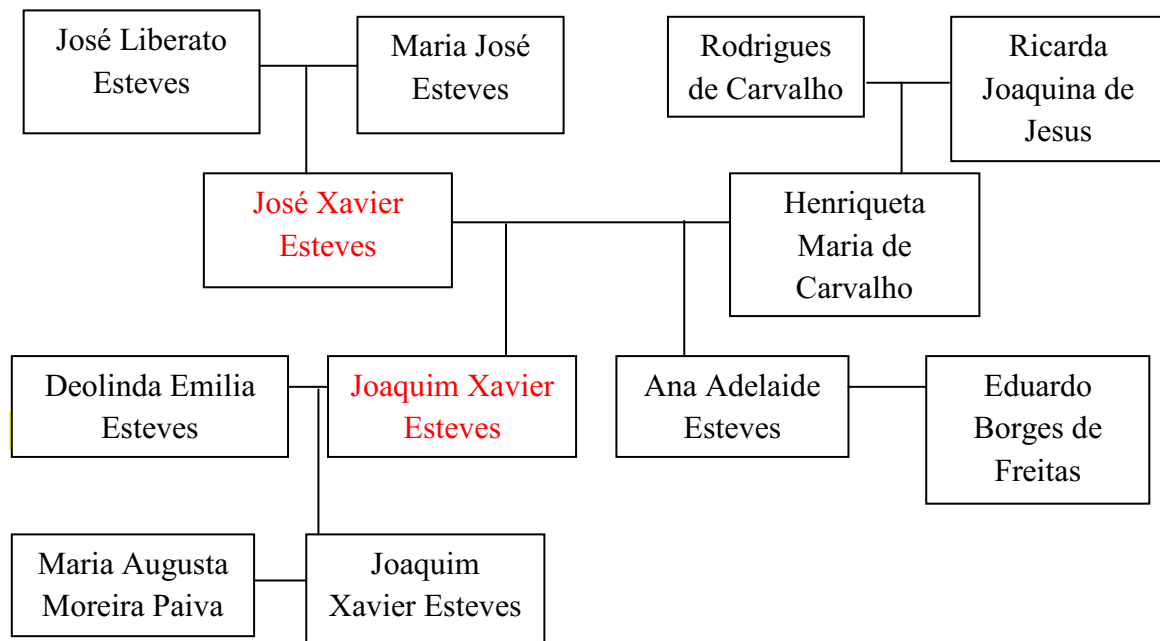 José Liberato
Esteves
Maria José
Esteves
Rodrigues
de Carvalho
Ricarda
Joaquina de
Jesus
José Xavier
Esteves
Henriqueta
Maria de
Carvalho
Deolinda Emilia
Esteves
Joaquim Xavier
Esteves
Ana Adelaide
Esteves
Eduardo
Borges de
Freitas
Maria Augusta
Moreira Paiva
Joaquim
Xavier Esteves